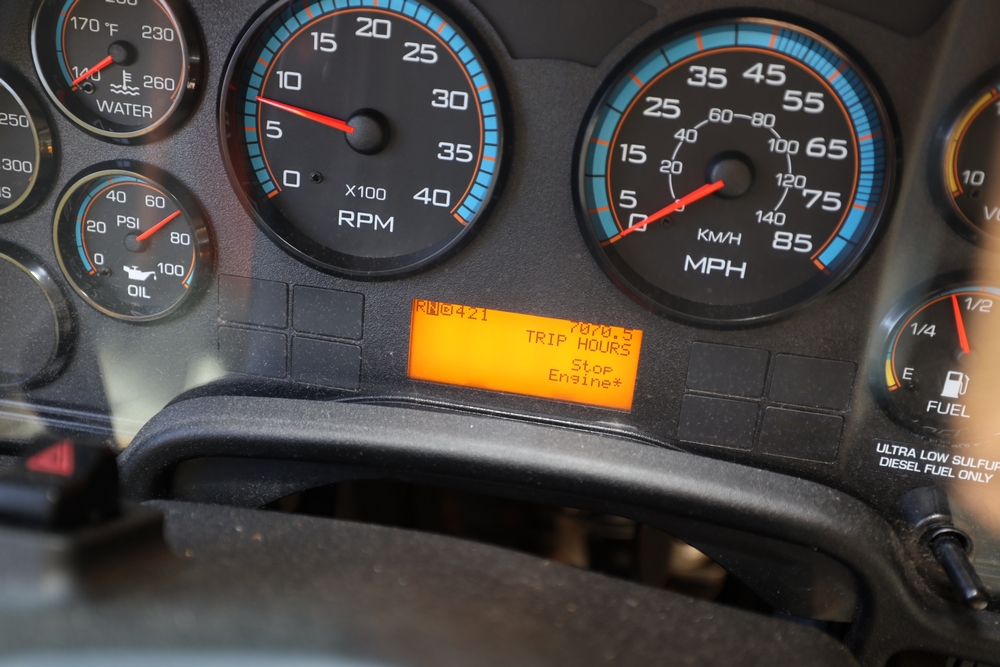 170 °F 230
140 260
WATER
250
300
40 60
PSI
20 80
0 100
OIL
0 5 10 15 20 25 30 35 40
X100
RPM
0 5 15 25 35 45 55 65 75 85
20 40 60 80 100 120 140
KM/H
MPH
RN©421
7070.5
TRIP HOURS
Stop
Engine*
10
1/2
1/4
E
FUEL
ULTRA LOW SULFUR
DIESEL FUEL ONLY